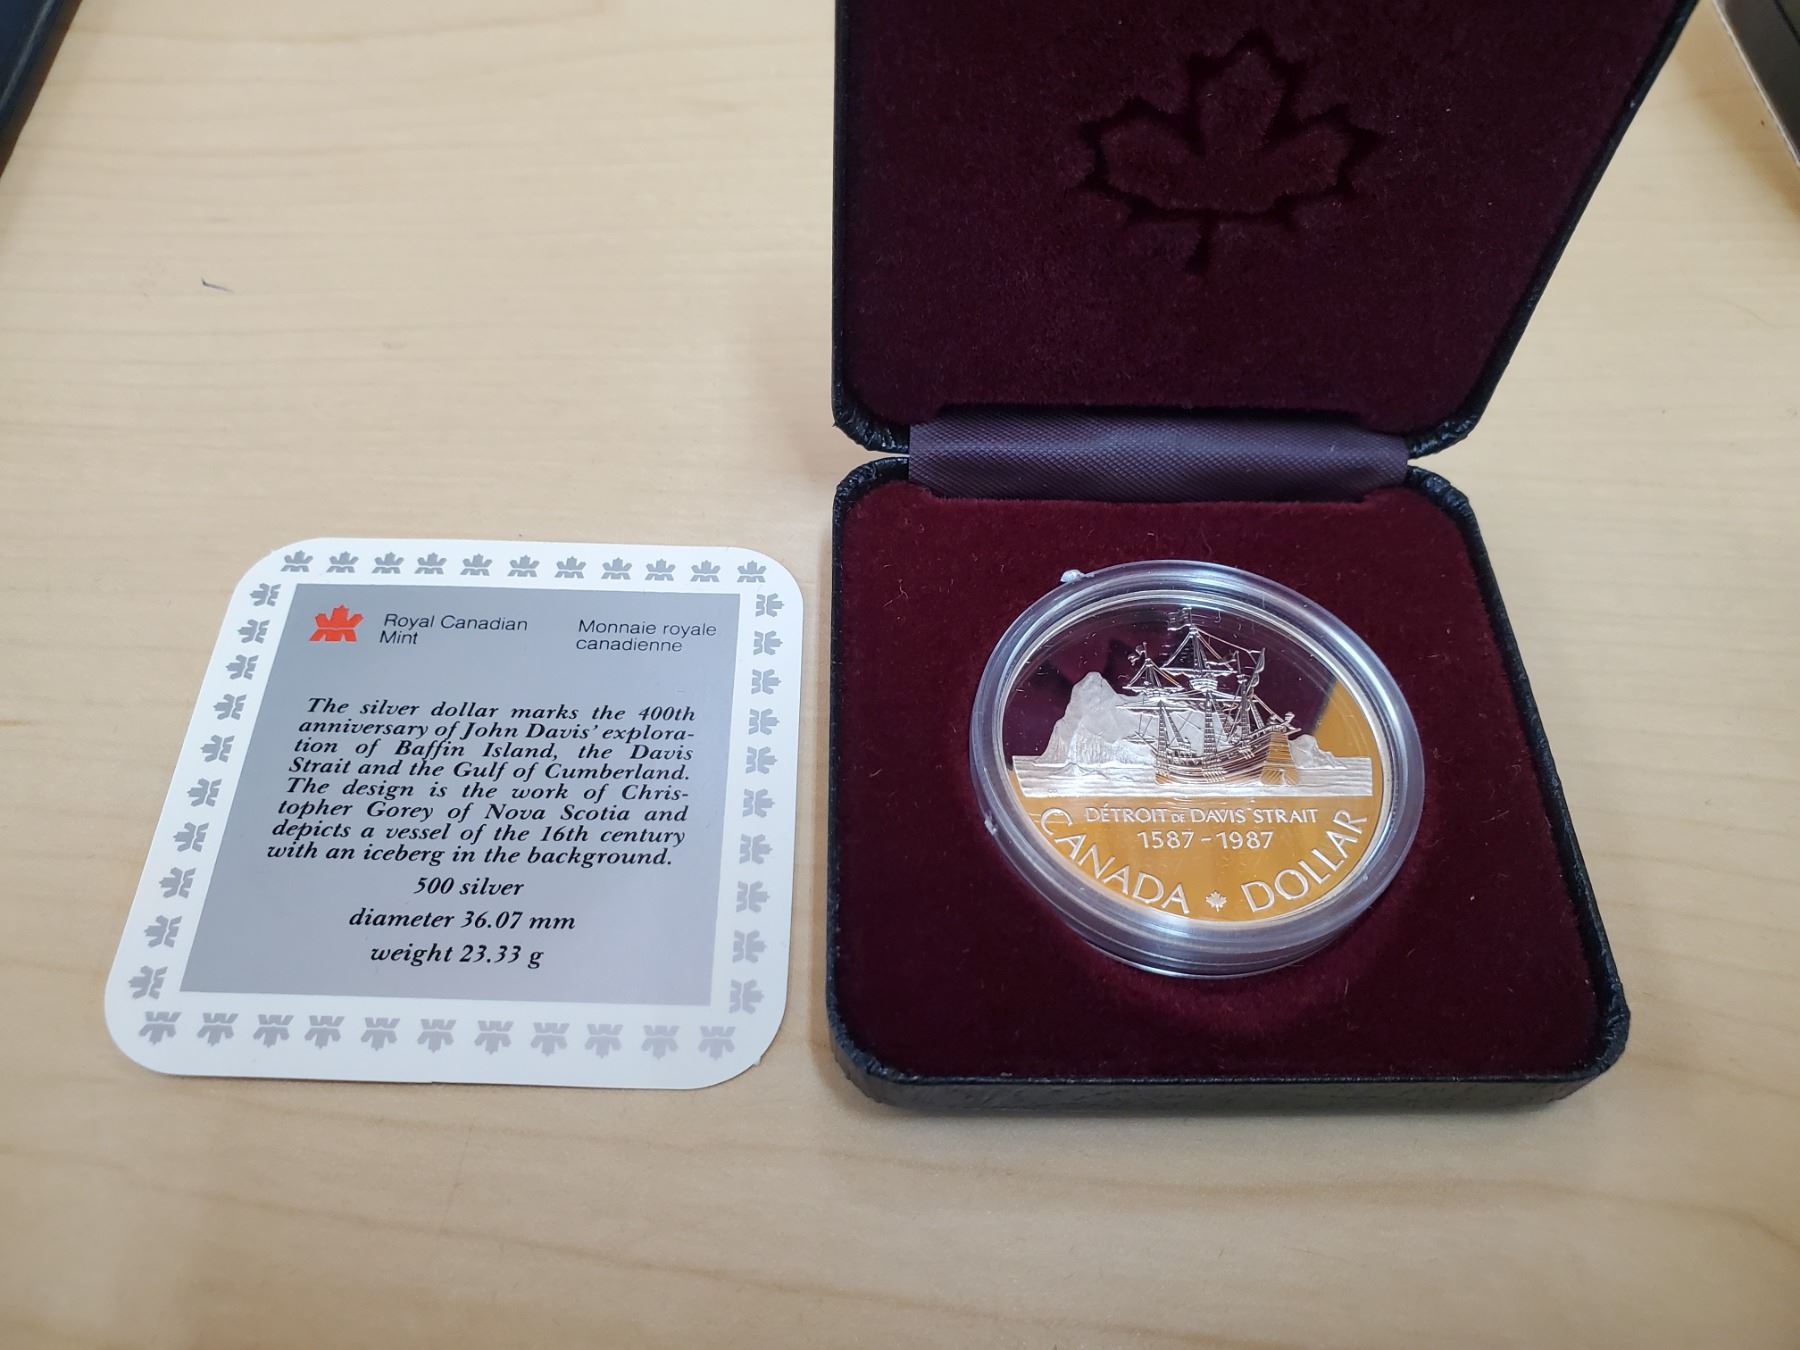 Royal Canadian
Mint
Monnaie royale
canadienne
The silver dollar marks the 400th
anniversary of John Davis' explora-
tion of Baffin Island, the Davis
Strait and the Gulf of Cumberland.
The design is the work of Chris-
topher Gorey of Nova Scotia and
depicts a vessel of the 16th century
with an iceberg in the background.
500 silver
diameter 36.07 mm
weight 23.33 g
DÉTROIT DE DAVIS STRAIT
1587-1987
CANADA DOLLAR